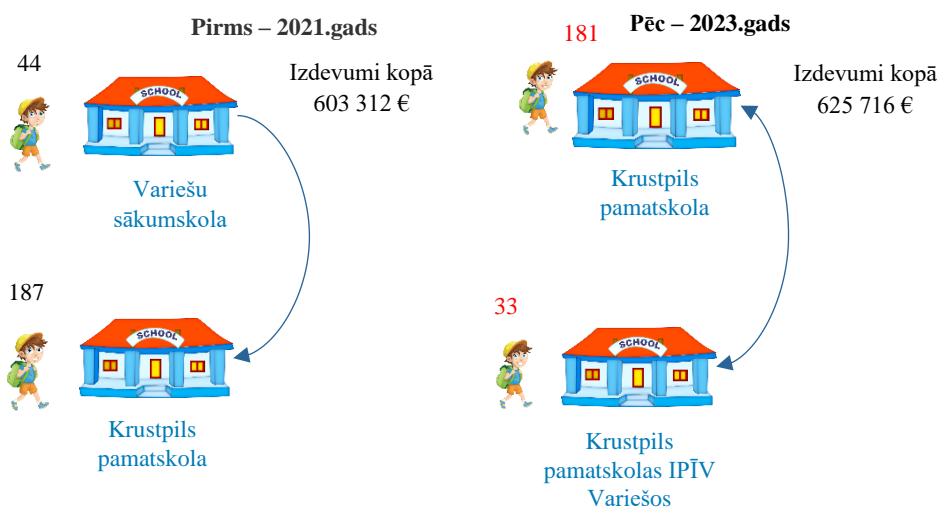 Pirms – 2021.gads
44
SCHOOL
Izdevumi kopā
603 312 €
Variešu
sākumskola
187
SCHOOL
Krustpils
pamatskola
Pēc – 2023.gads
181
SCHOOL
Izdevumi kopā
625 716 €
Krustpils
pamatskola
33
SCHOOL
Krustpils
pamatskolas IPĪV
Variešos